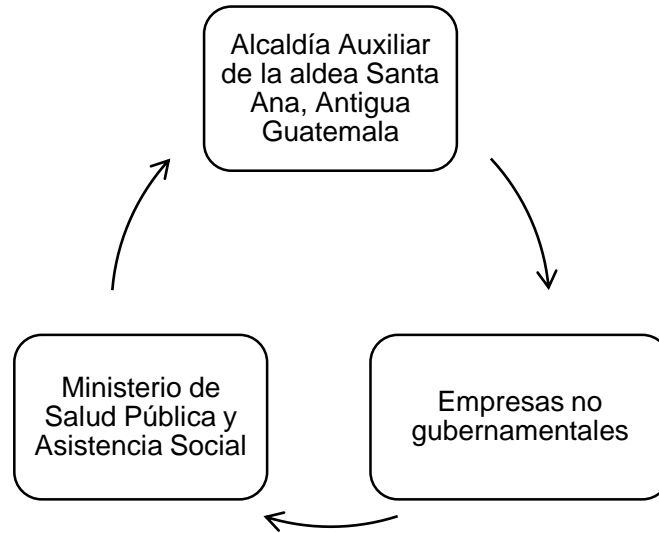 Alcaldía Auxiliar
de la aldea Santa
Ana, Antigua
Guatemala
Ministerio de
Salud Pública y
Asistencia Social
Empresas no
gubernamentales